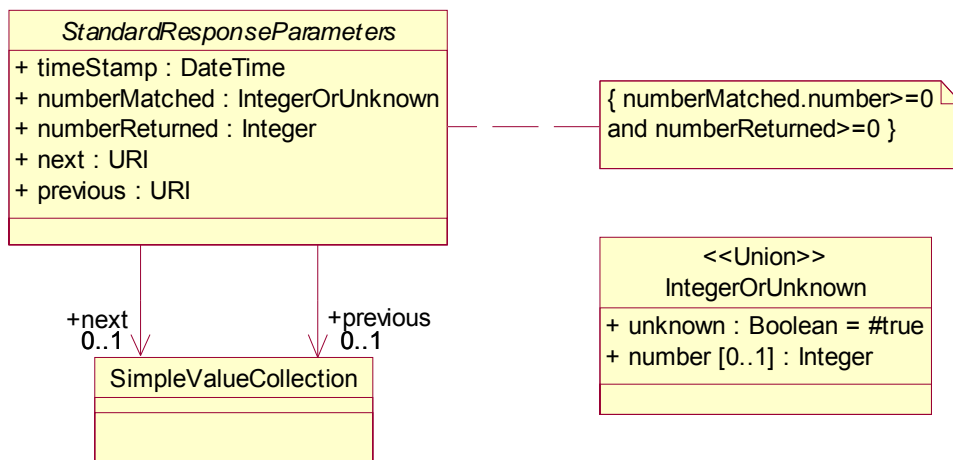 StandardResponseParameters
+ timeStamp : DateTime
+ numberMatched : IntegerOrUnknown
+ numberReturned : Integer
+ next : URI
+ previous : URI
{ numberMatched.number>=0
and numberReturned>=0 }
<<Union>>
IntegerOrUnknown
+ unknown : Boolean = #true
+ number [0..1] : Integer
+next
0..1
+previous
0..1
SimpleValueCollection